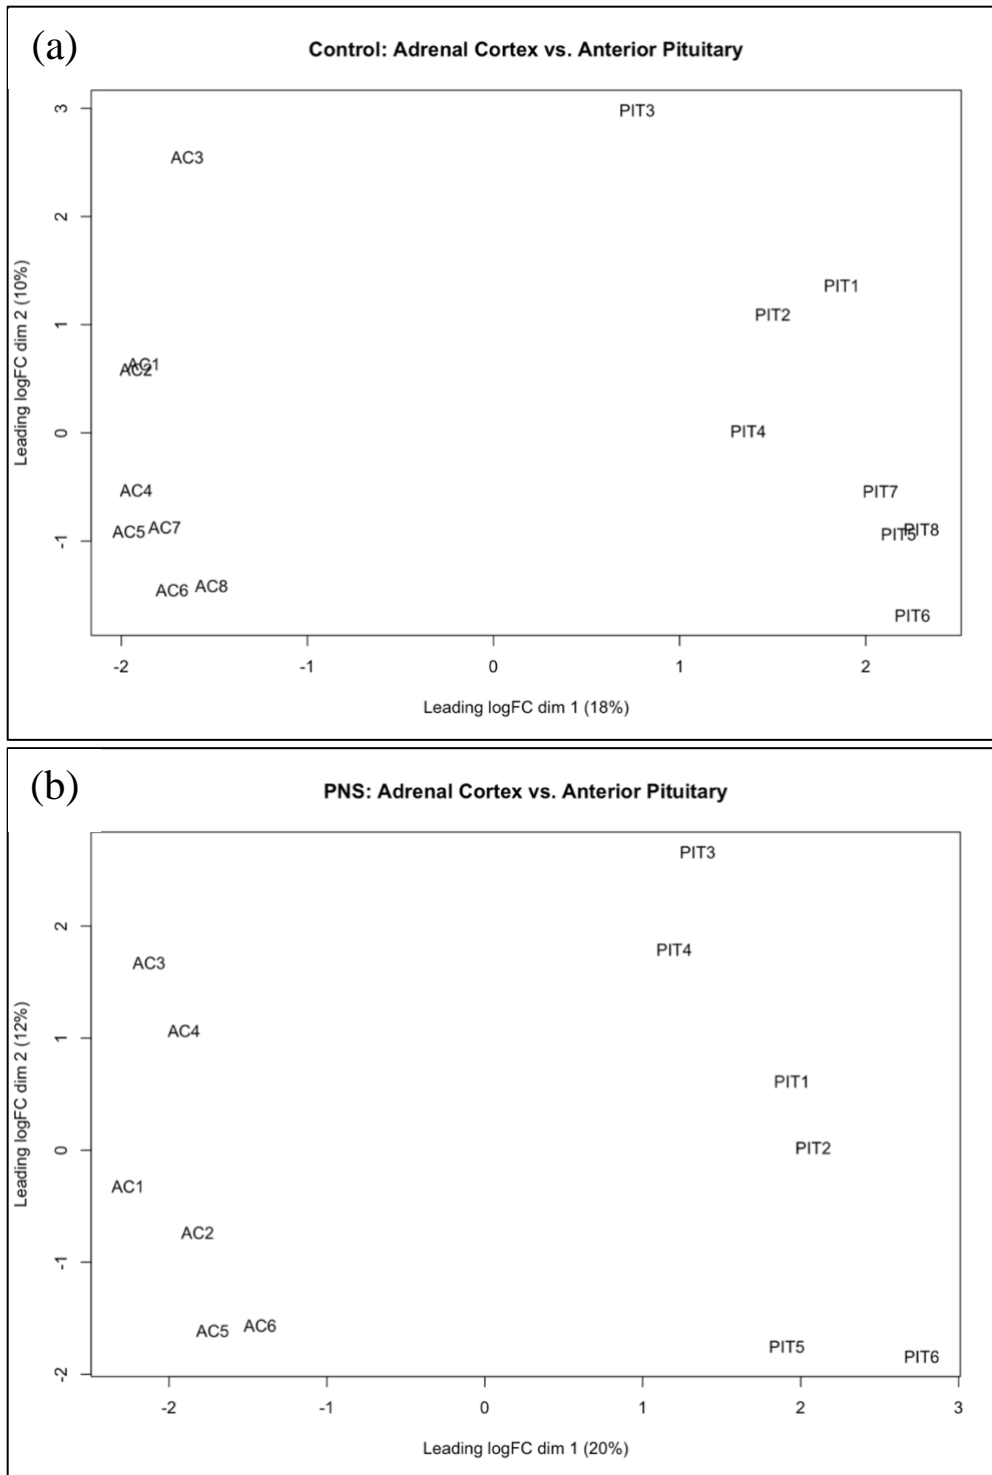 (a)
Control: Adrenal Cortex vs. Anterior Pituitary
3
PIT3
AC3
2
PIT1
PIT2
1
AC1
AC2
0
PIT4
AC4
PIT7
AC5
AC7
PIT5
PIT8
-1
AC6
AC8
PIT6
Leading logFC dim 2 (10%)
-2
-1
0
1
2
Leading logFC dim 1 (18%)
(b)
PNS: Adrenal Cortex vs. Anterior Pituitary
PIT3
2
PIT4
AC3
AC4
1
PIT1
0
PIT2
AC1
AC2
-1
AC5
AC6
PIT5
PIT6
-2
Leading logFC dim 2 (12%)
-2
-1
0
1
2
3
Leading logFC dim 1 (20%)